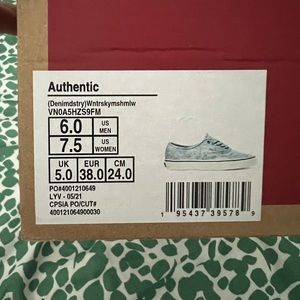 Authentic
(Denimdstry)Wntrskymshmlw
VN0A5HZS9FM
6.0 US MEN
7.5 US WOMEN
UK EUR CM
5.0 38.0 24.0
PO#4001210649
LYV - 05/21
CPSIA PO/CUT#
400121064900030
1 95437 39578 9